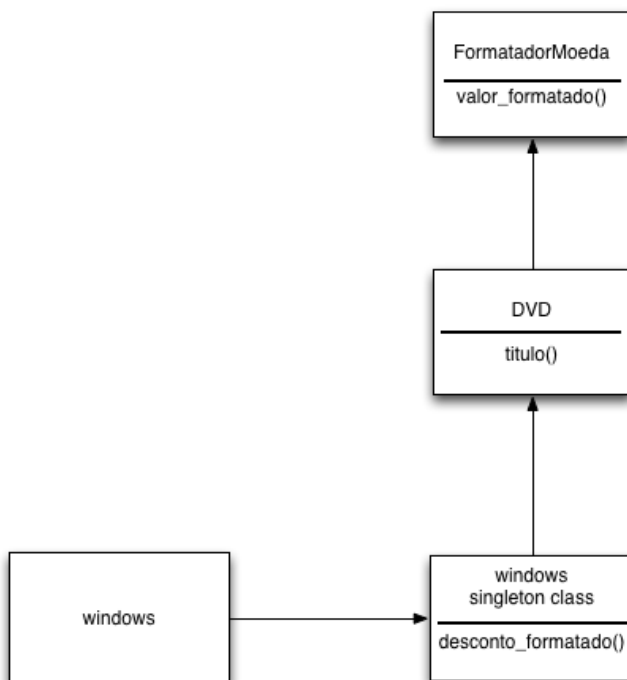 FormatadorMoeda
valor_formatado()
DVD
titulo()
windows
windows
singleton class
desconto_formatado()